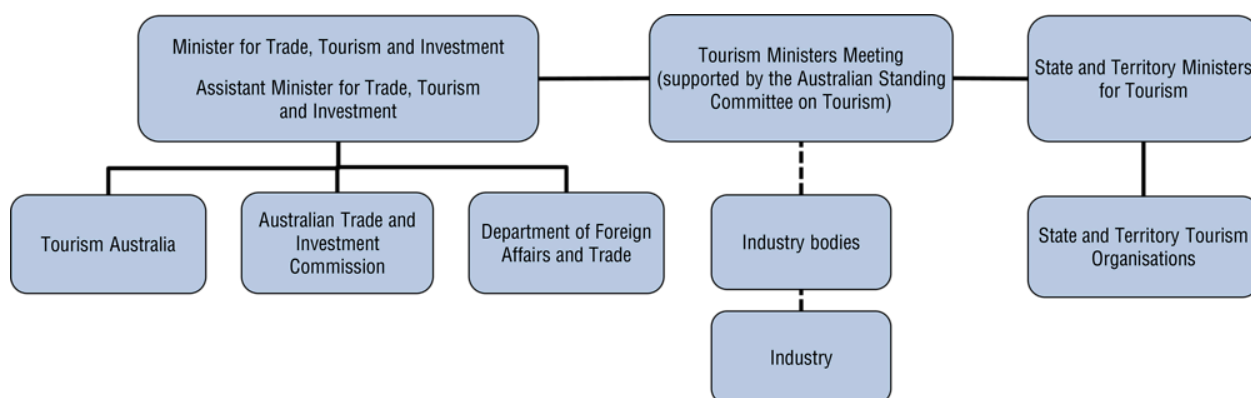 Minister for Trade, Tourism and Investment
Assistant Minister for Trade, Tourism
and Investment
Tourism Ministers Meeting
(supported by the Australian Standing
Committee on Tourism)
State and Territory Ministers
for Tourism
Tourism Australia
Australian Trade and
Investment
Commission
Department of Foreign
Affairs and Trade
Industry bodies
State and Territory Tourism
Organisations
Industry